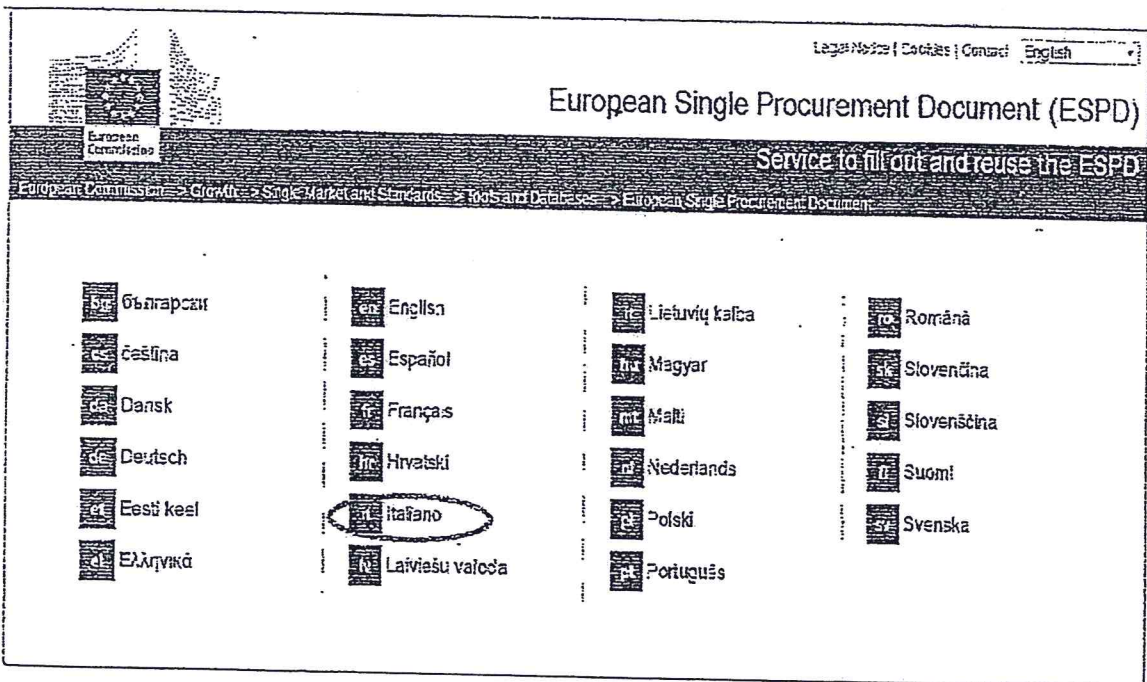 Legal Notice | Cookies | Contact English
European Single Procurement Document (ESPD)
European
Commission
Service to fill out and reuse the ESPD
European Commission > Growth > Single Market and Standards > Tools and Databases > European Single Procurement Document
bg български
cs čeština
da Dansk
de Deutsch
et Eesti keel
el Ελληνικά
en English
es Español
fr Français
hr Hrvatski
it Italiano
lv Latviešu valoda
lt Lietuvių kalba
hu Magyar
mt Malti
nl Nederlands
pl Polski
pt Português
ro Română
sk Slovenčina
sl Slovenščina
fi Suomi
sv Svenska